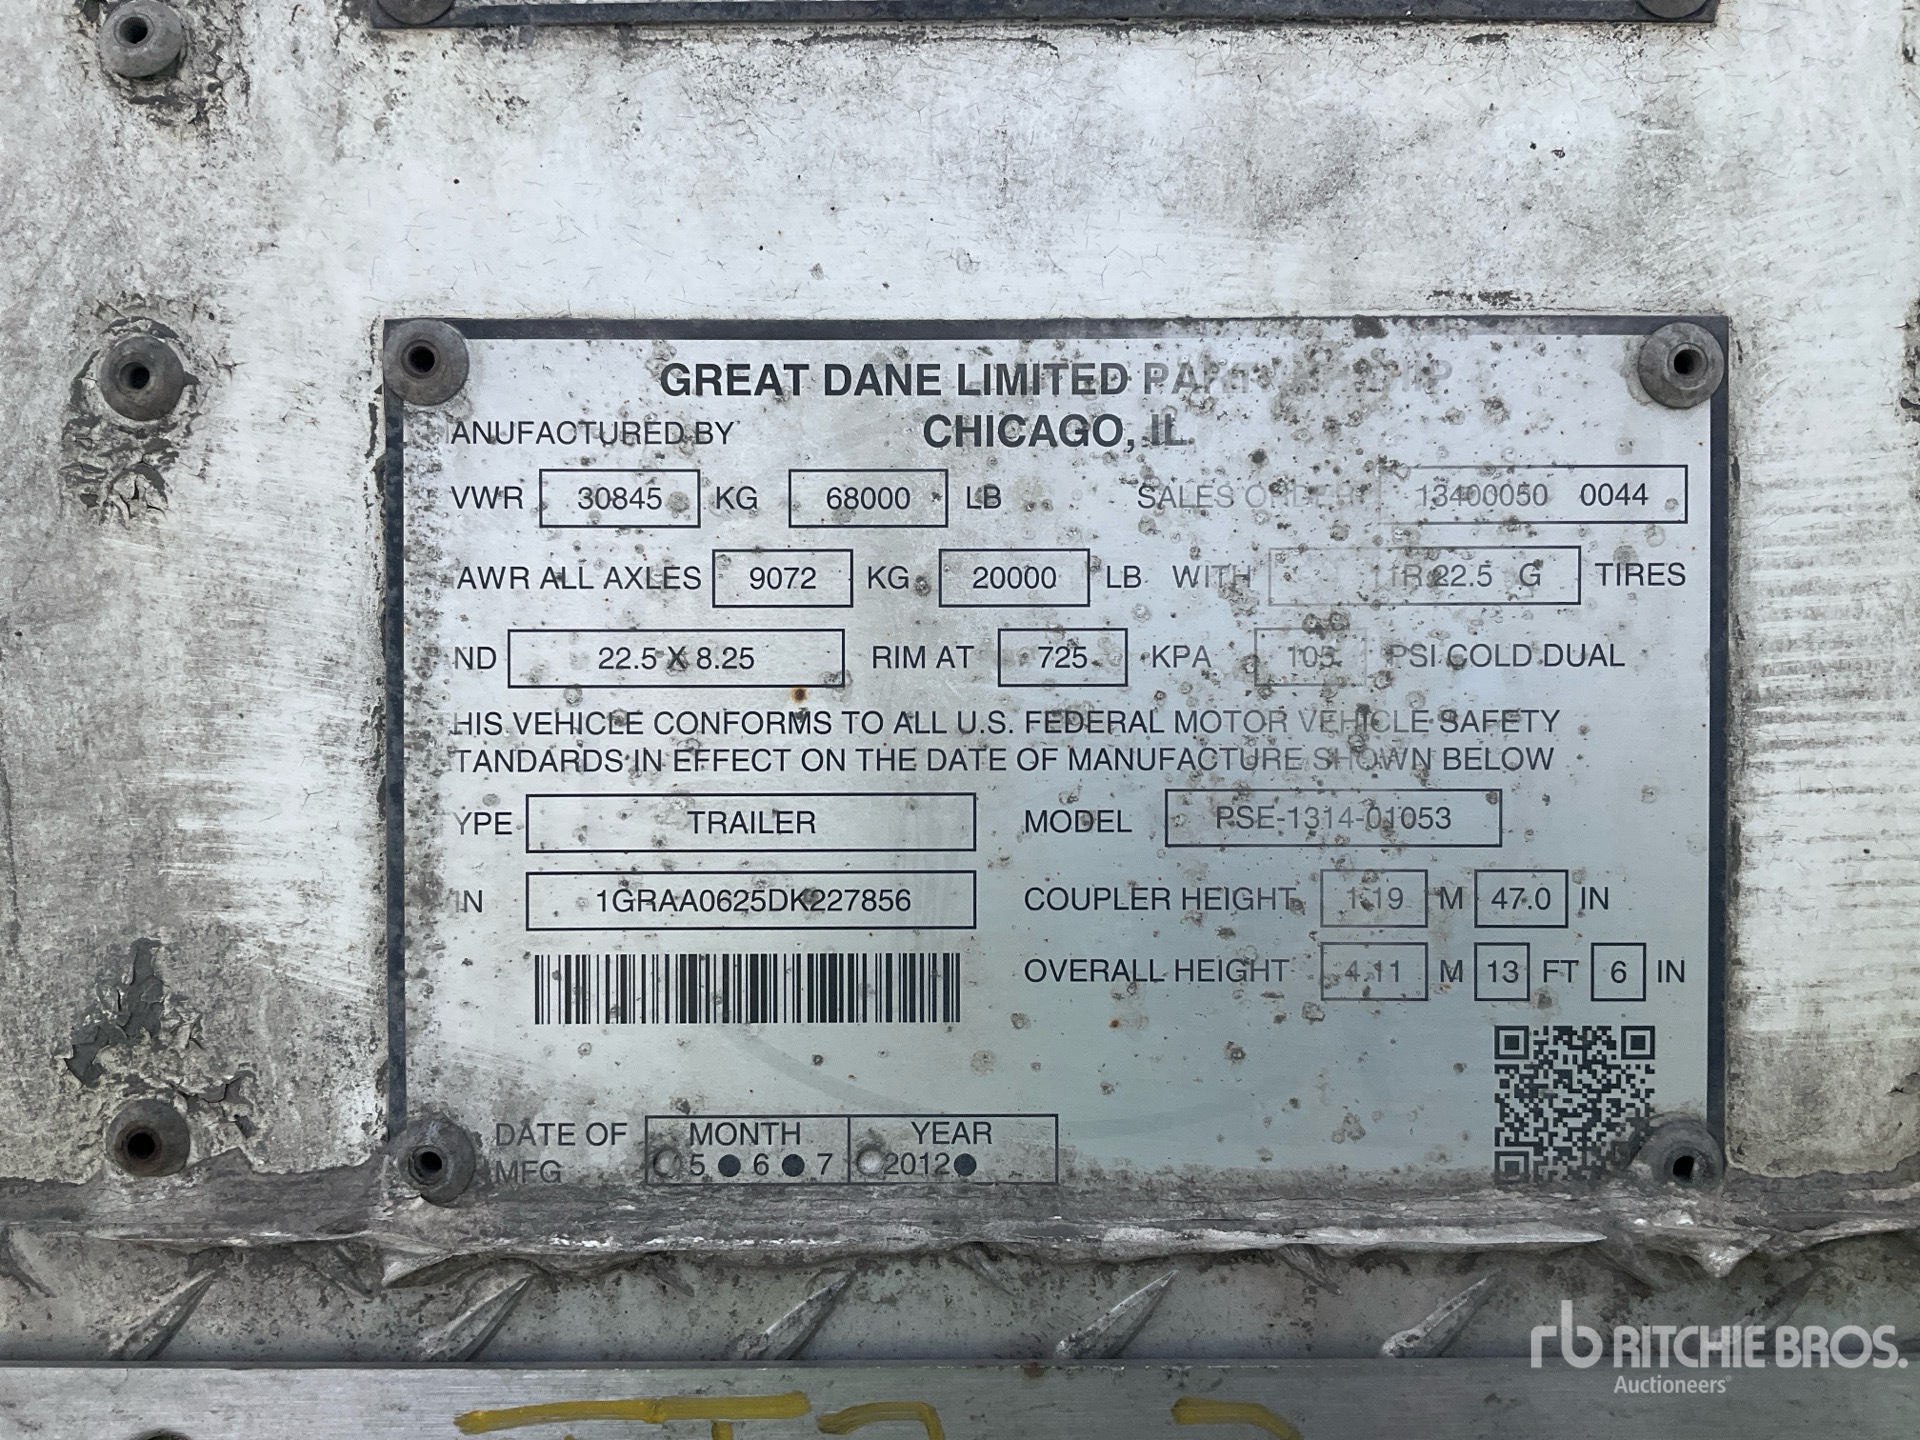 GREAT DANE LIMITED
ANUFACTURED BY CHICAGO, IL
VWR 30845 KG 68000 LB SALES ORDER 13400050 0044
AWR ALL AXLES 9072 KG 20000 LB WITH R 22.5 G TIRES
ND 22.5 X 8.25 RIM AT 725 KPA 105 PSI COLD DUAL
HIS VEHICLE CONFORMS TO ALL U.S. FEDERAL MOTOR VEHICLE SAFETY
TANDARDS IN EFFECT ON THE DATE OF MANUFACTURE SHOWN BELOW
YPE TRAILER MODEL PSE-1314-01053
IN 1GRAA0625DK227856 COUPLER HEIGHT 1.19 M 47.0 IN
OVERALL HEIGHT 4.11 M 13 FT 6 IN
DATE OF MFG MONTH YEAR
5 6 7 2012
rb RITCHIE BROS.
Auctioneers